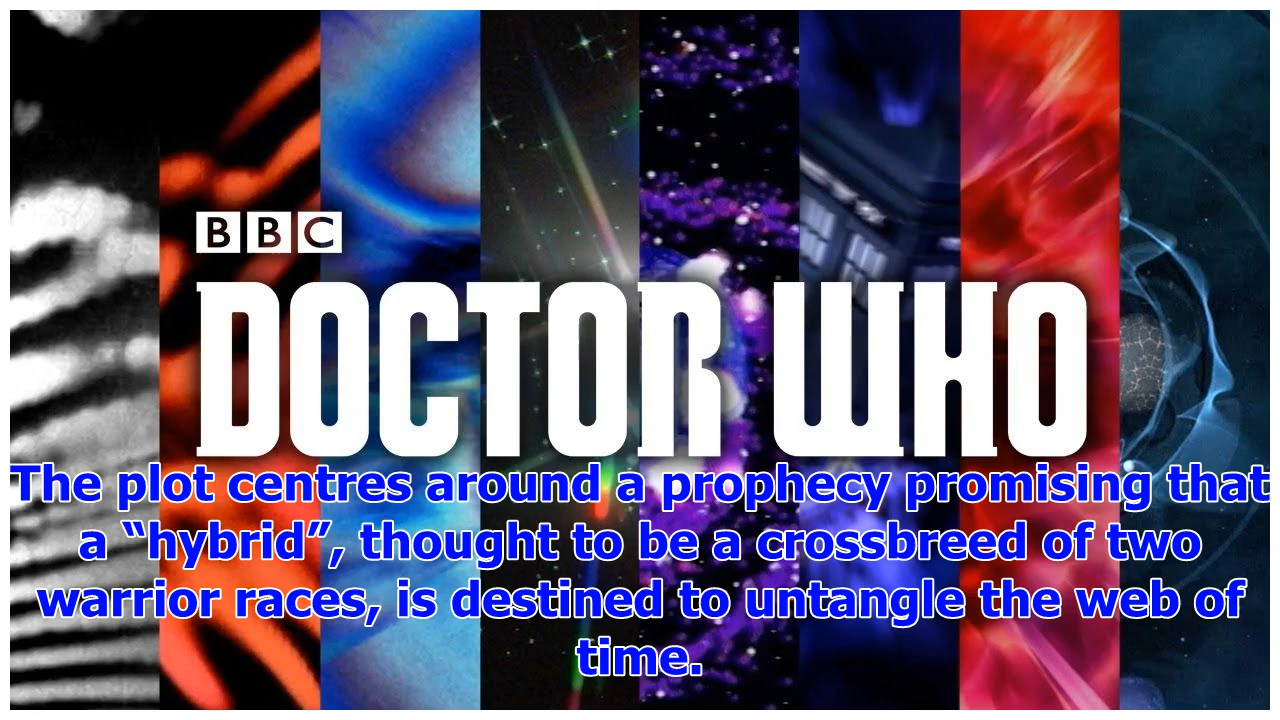 BBC
DOCTOR WHO
The plot centres around a prophecy promising that
a “hybrid”, thought to be a crossbreed of two
warrior races, is destined to untangle the web of
time.